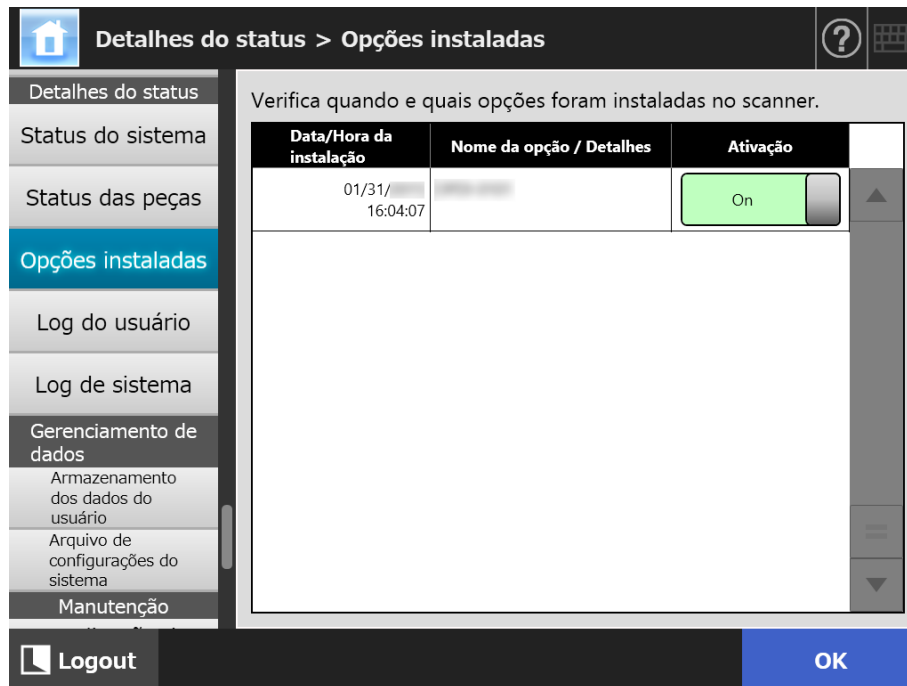 Detalhes do status > Opções instaladas
?
Detalhes do status
Status do sistema
Status das peças
Opções instaladas
Log do usuário
Log de sistema
Gerenciamento de
dados
Armazenamento
dos dados do
usuário
Arquivo de
configurações do
sistema
Manutenção
Verifica quando e quais opções foram instaladas no scanner.
Data/Hora da
instalação
Nome da opção / Detalhes
Ativação
01/31/
16:04:07
On
Logout
OK